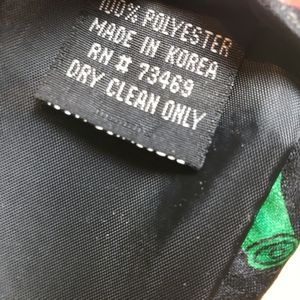 100% POLYESTER
MADE IN KOREA
RN # 73469
DRY CLEAN ONLY